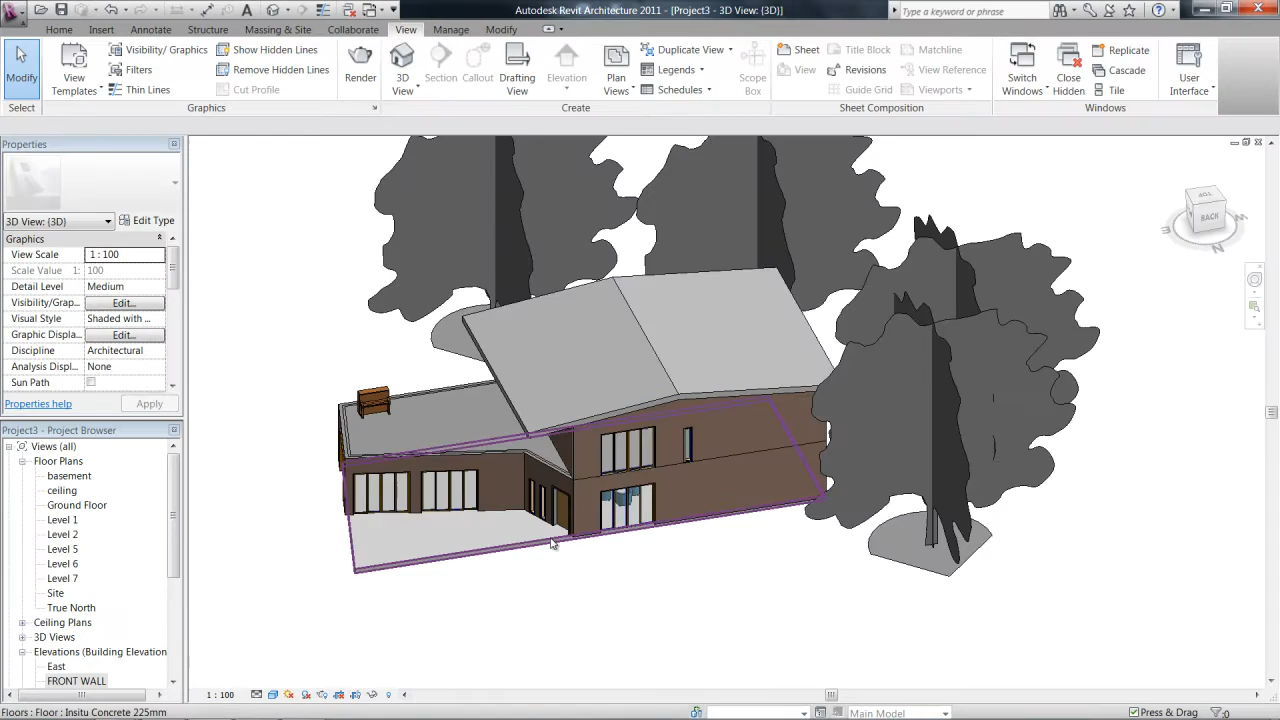 Autodesk Revit Architecture 2011 - [Project3 - 3D View: {3D}]
Type a keyword or phrase
Home Insert Annotate Structure Massing & Site Collaborate View Manage Modify
Modify
View Templates
Visibility/ Graphics
Filters
Thin Lines
Show Hidden Lines
Remove Hidden Lines
Cut Profile
Render
3D View
Section
Callout
Drafting View
Elevation
Plan Views
Duplicate View
Legends
Schedules
Scope Box
Sheet
View
Title Block
Revisions
Guide Grid
Matchline
View Reference
Viewports
Switch Windows
Close Hidden
Replicate
Cascade
Tile
User Interface
Select Graphics Create Sheet Composition Windows
Properties
3D View: {3D} Edit Type
Graphics
View Scale 1 : 100
Scale Value 1: 100
Detail Level Medium
Visibility/Grap... Edit...
Visual Style Shaded with ...
Graphic Displa... Edit...
Discipline Architectural
Analysis Displ... None
Sun Path
Properties help Apply
Project3 - Project Browser
Views (all)
Floor Plans
basement
ceiling
Ground Floor
Level 1
Level 2
Level 5
Level 6
Level 7
Site
True North
Ceiling Plans
3D Views
Elevations (Building Elevation
East
FRONT WALL
TOP
BACK
N
1 : 100
Floors : Floor : Insitu Concrete 225mm
Main Model
Press & Drag
:0